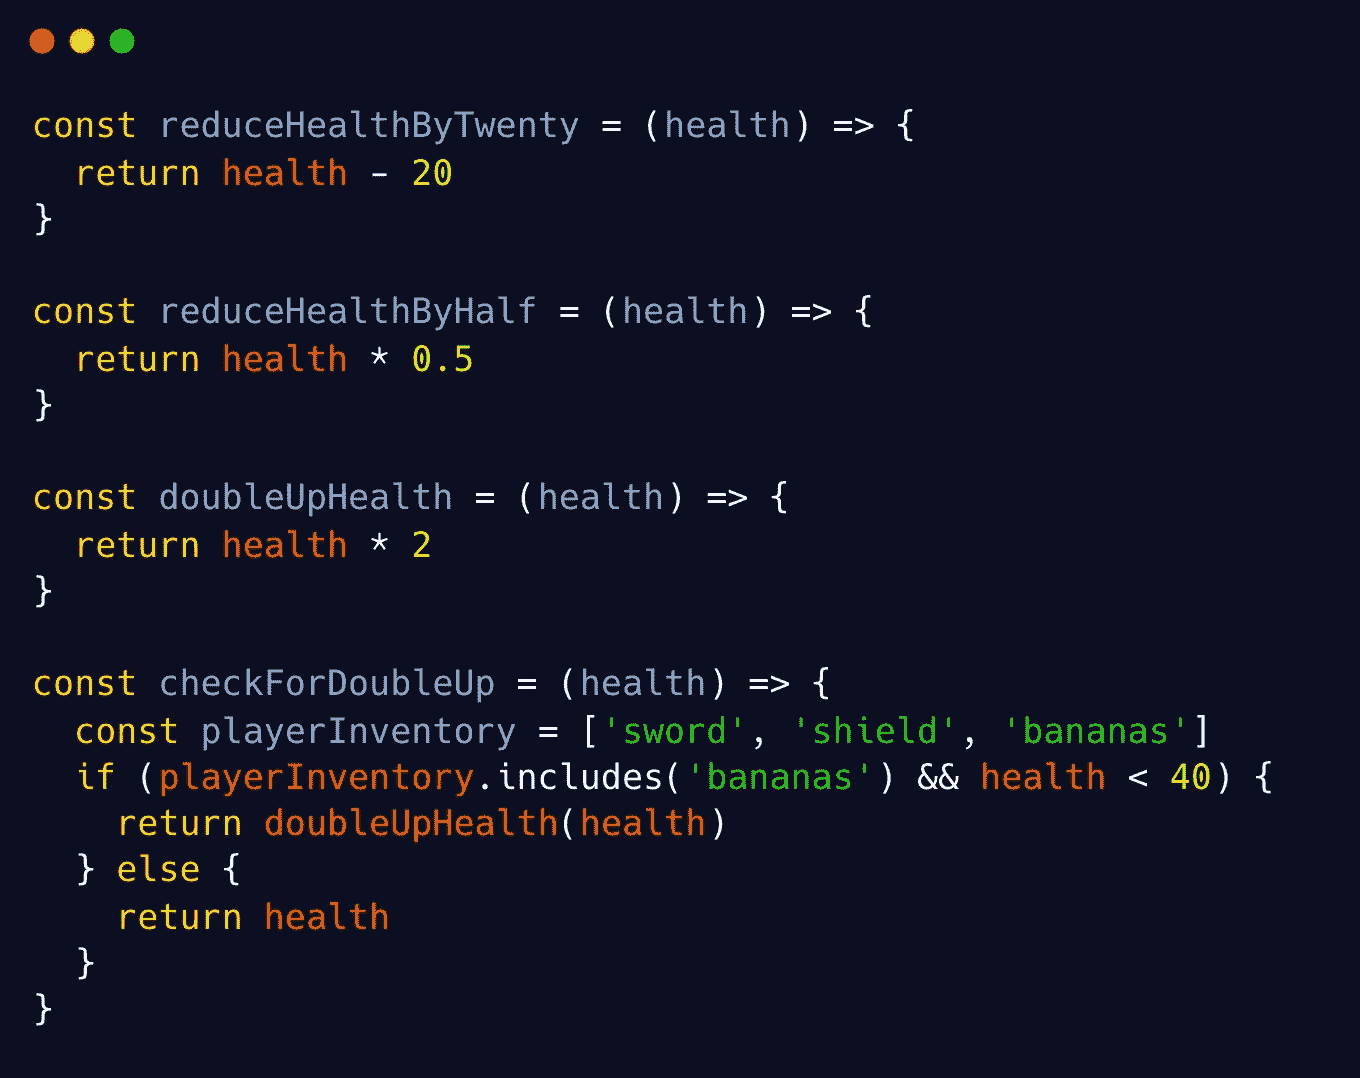 const reduceHealthByTwenty = (health) => {
  return health - 20
}

const reduceHealthByHalf = (health) => {
  return health * 0.5
}

const doubleUpHealth = (health) => {
  return health * 2
}

const checkForDoubleUp = (health) => {
  const playerInventory = ['sword', 'shield', 'bananas']
  if (playerInventory.includes('bananas') && health < 40) {
    return doubleUpHealth(health)
  } else {
    return health
  }
}